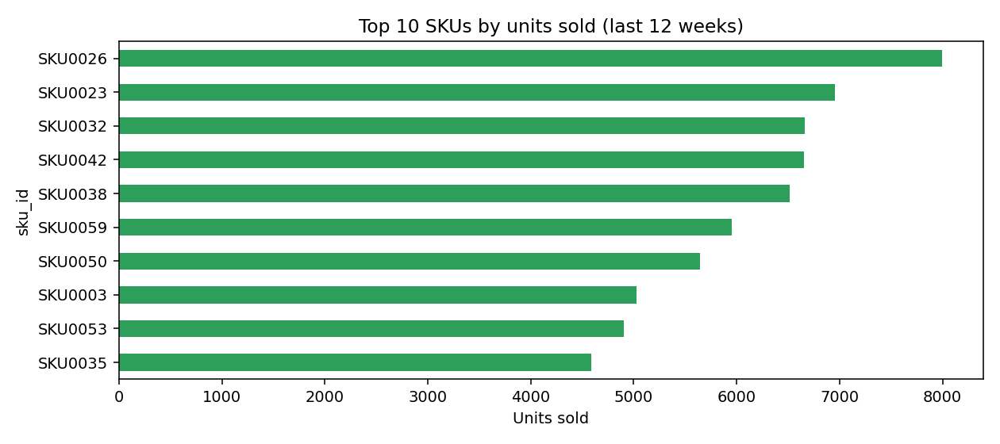 Top 10 SKUs by units sold (last 12 weeks)
sku_id
SKU0026
SKU0023
SKU0032
SKU0042
SKU0038
SKU0059
SKU0050
SKU0003
SKU0053
SKU0035
0 1000 2000 3000 4000 5000 6000 7000 8000
Units sold